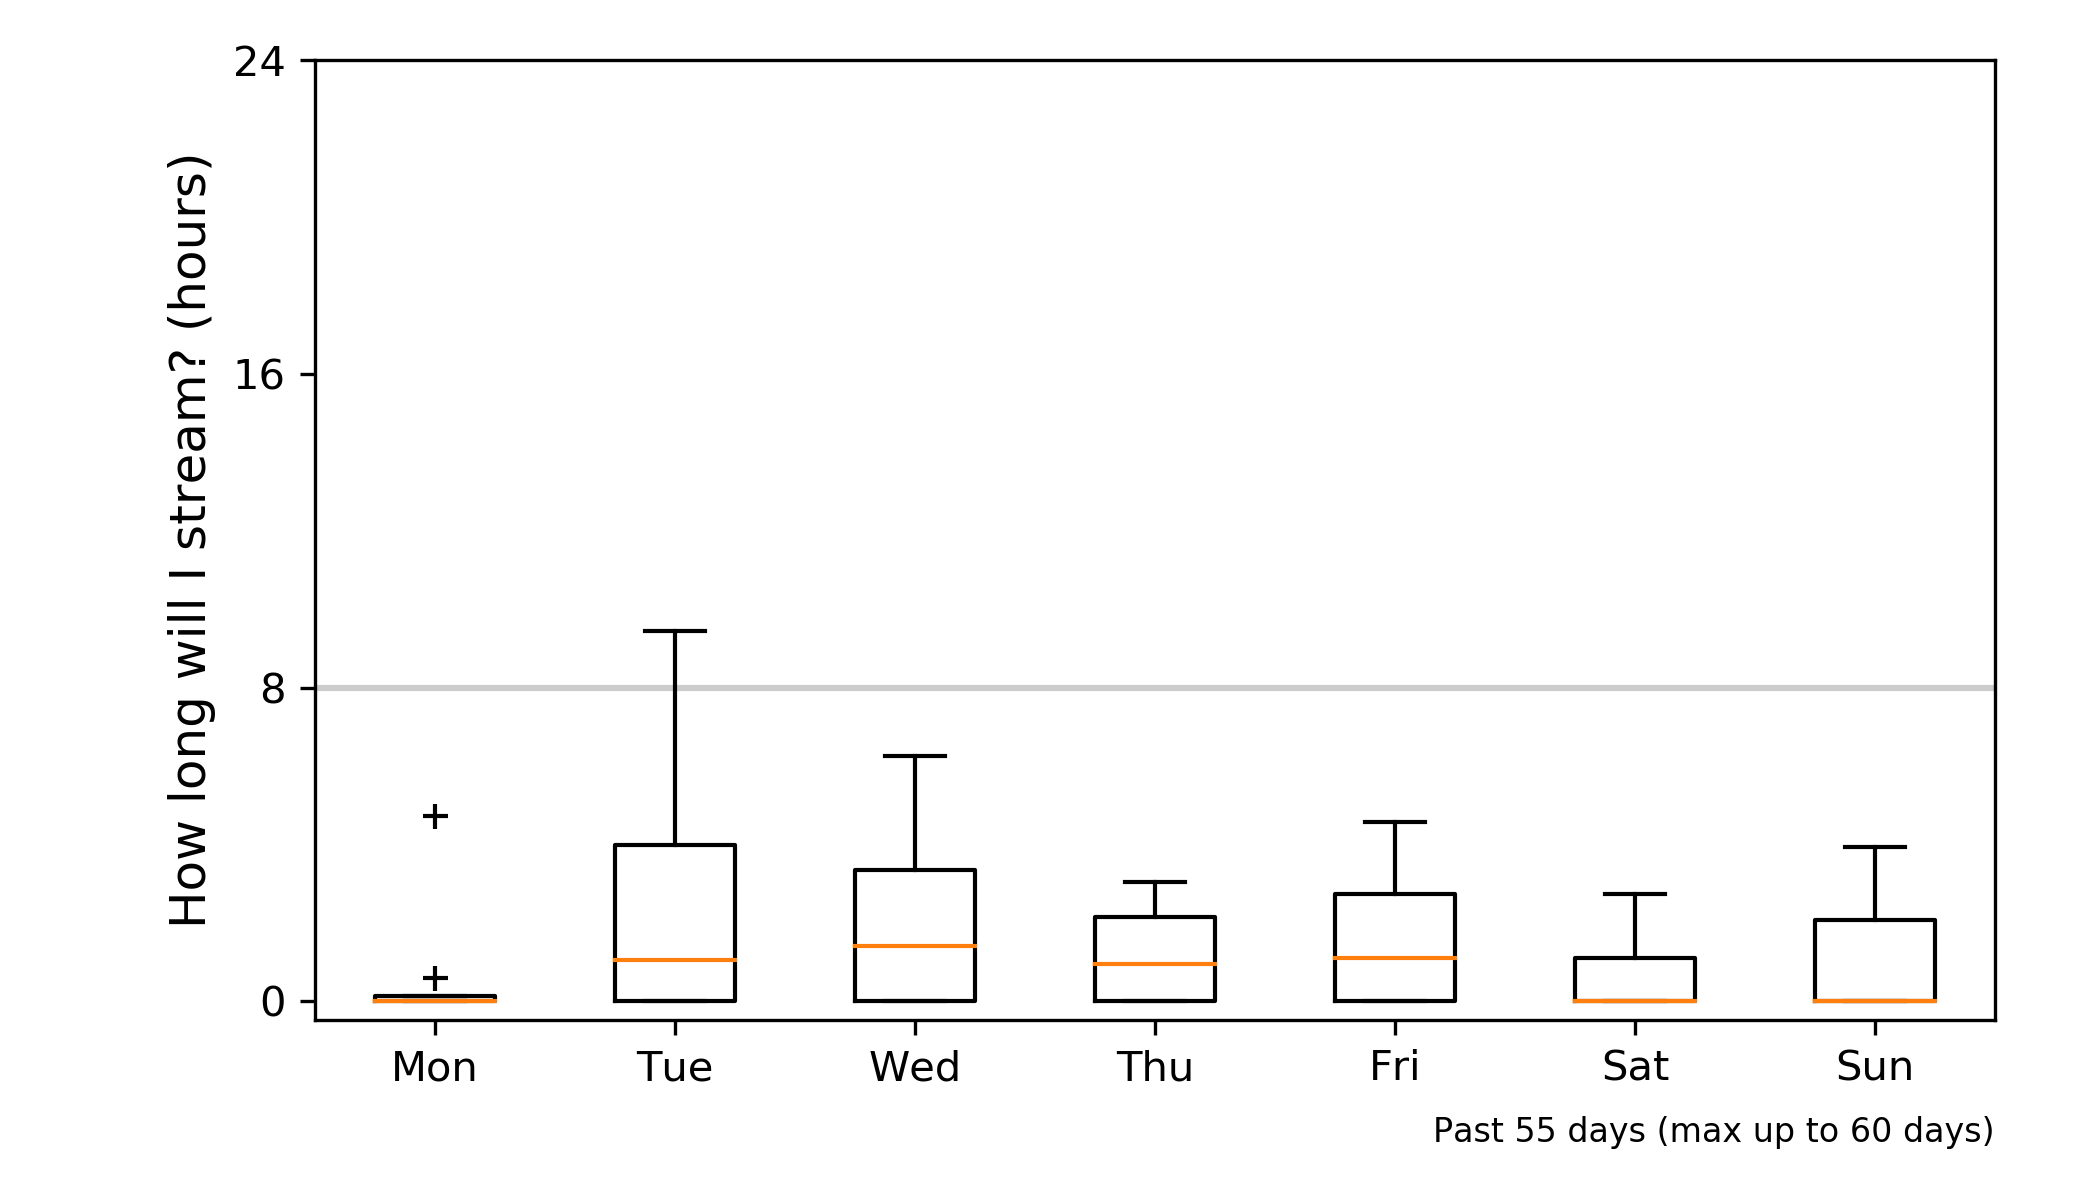 How long will I stream? (hours)
24
16
8
0
Mon Tue Wed Thu Fri Sat Sun
Past 55 days (max up to 60 days)